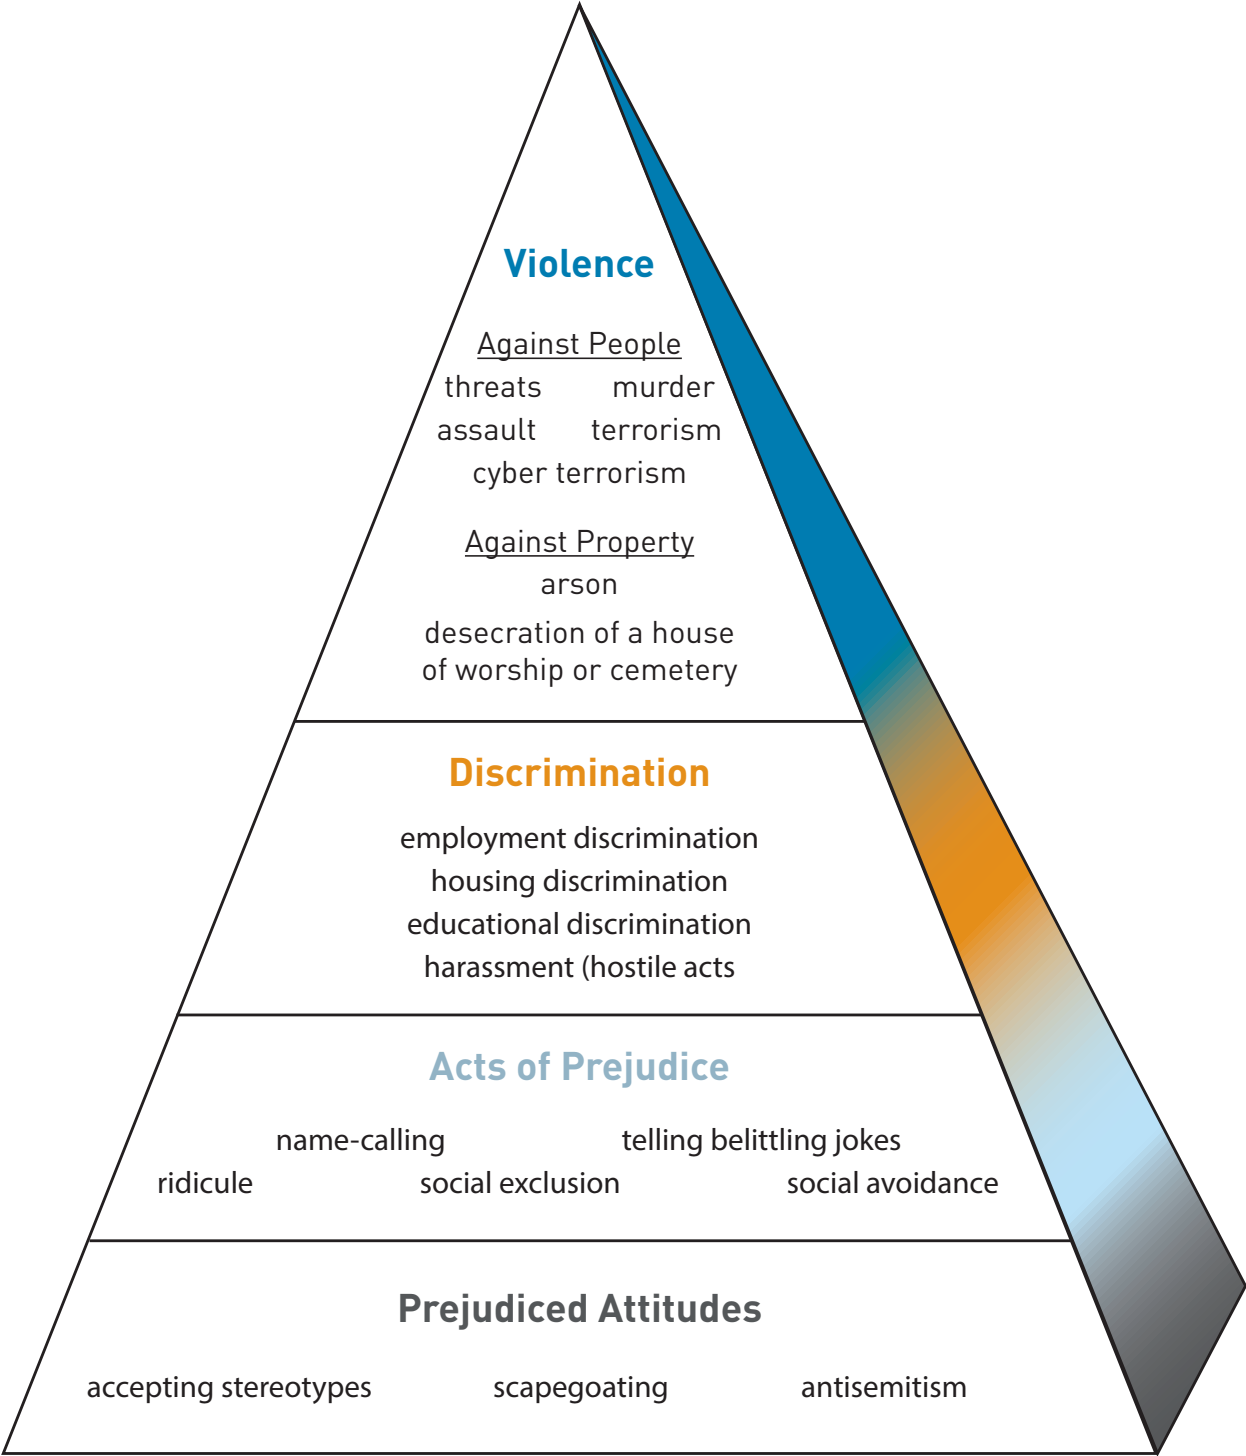 Violence
Against People
threats murder
assault terrorism
cyber terrorism
Against Property
arson
desecration of a house
of worship or cemetery
Discrimination
employment discrimination
housing discrimination
educational discrimination
harassment (hostile acts
Acts of Prejudice
name-calling telling belittling jokes
ridicule social exclusion social avoidance
Prejudiced Attitudes
accepting stereotypes scapegoating antisemitism